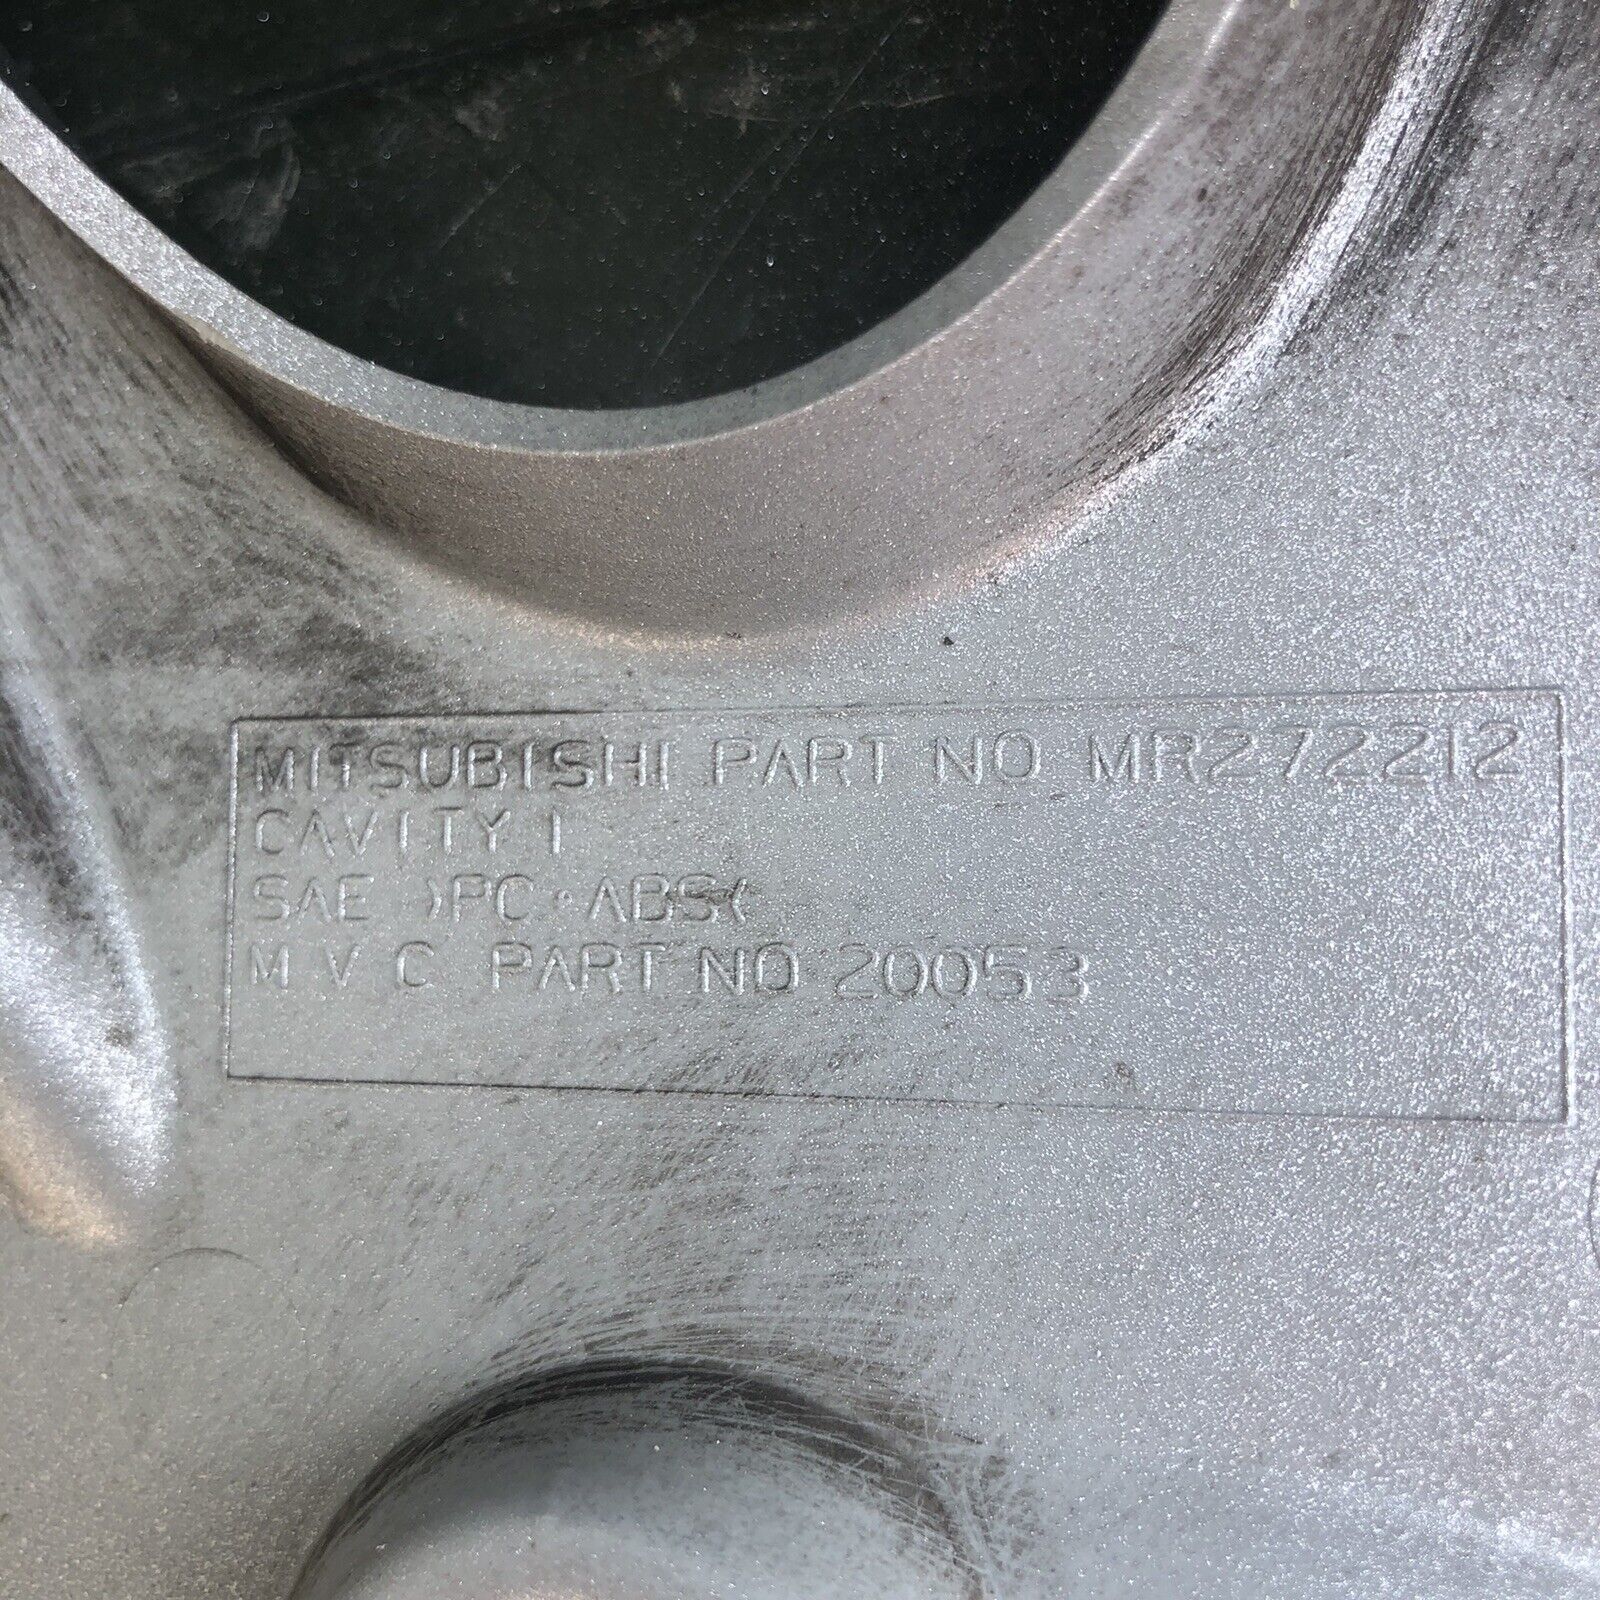 MITSUBISHI PART NO MR272212
CAVITY 1
SAE >PC • ABS<
M V C PART NO 20053